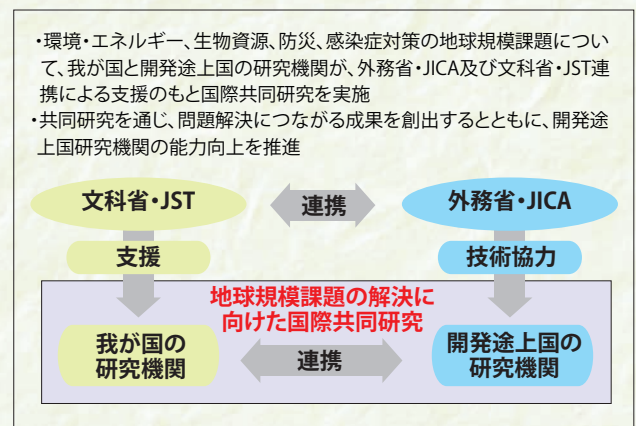 ・環境・エネルギー、生物資源、防災、感染症対策の地球規模課題につい
て、我が国と開発途上国の研究機関が、外務省・JICA及び文科省・JST連
携による支援のもと国際共同研究を実施
・共同研究を通じ、問題解決につながる成果を創出するとともに、開発途
上国研究機関の能力向上を推進
文科省・JST
連携
外務省・JICA
支援
技術協力
地球規模課題の解決に
向けた国際共同研究
我が国の
研究機関
連携
開発途上国の
研究機関